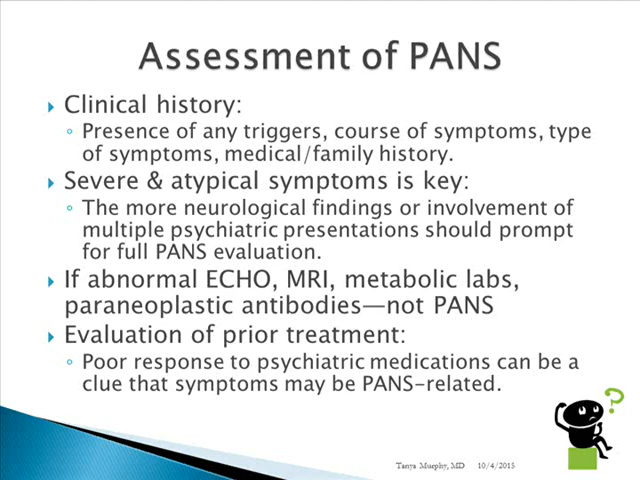 Assessment of PANS
Clinical history:
Presence of any triggers, course of symptoms, type
of symptoms, medical/family history.
Severe & atypical symptoms is key:
The more neurological findings or involvement of
multiple psychiatric presentations should prompt
for full PANS evaluation.
If abnormal ECHO, MRI, metabolic labs,
paraneoplastic antibodies—not PANS
Evaluation of prior treatment:
Poor response to psychiatric medications can be a
clue that symptoms may be PANS-related.
Tanya Murphy, MD 10/4/2015
?